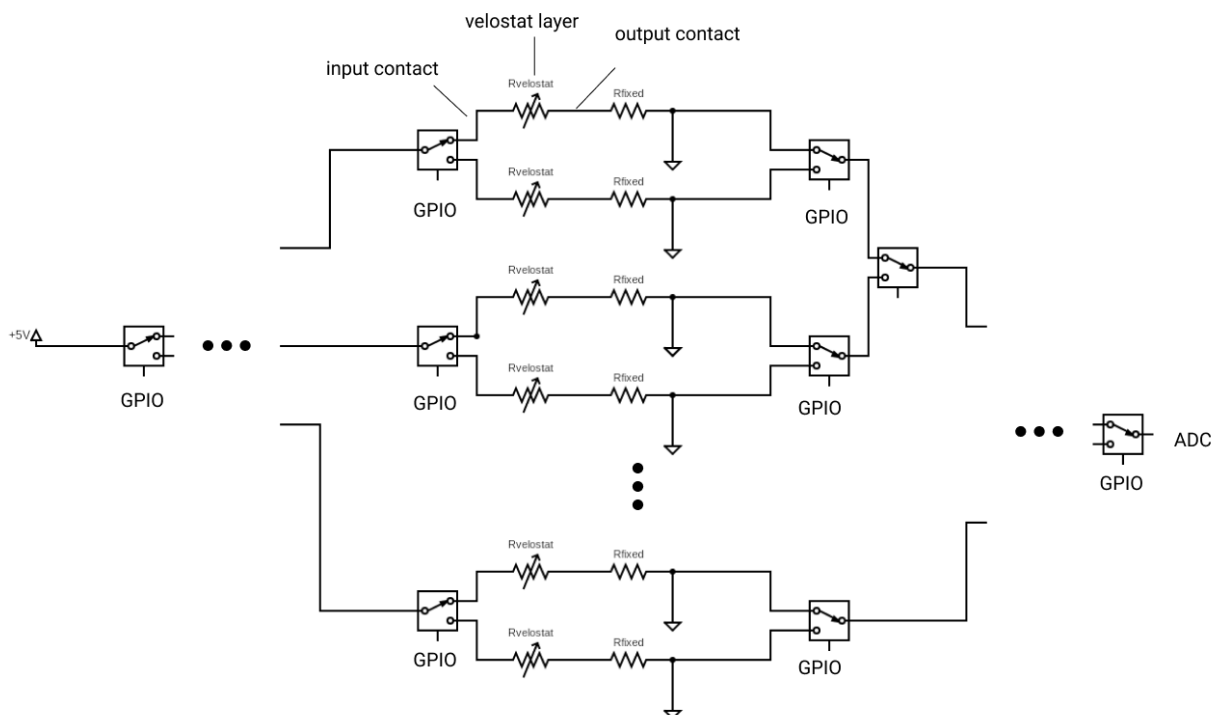 velostat layer
output contact
input contact
Rvelostat
Rfixed
Rvelostat
Rfixed
GPIO
GPIO
Rvelostat
Rfixed
+5V
Rvelostat
Rfixed
GPIO
GPIO
GPIO
ADC
GPIO
Rvelostat
Rfixed
Rvelostat
Rfixed
GPIO
GPIO